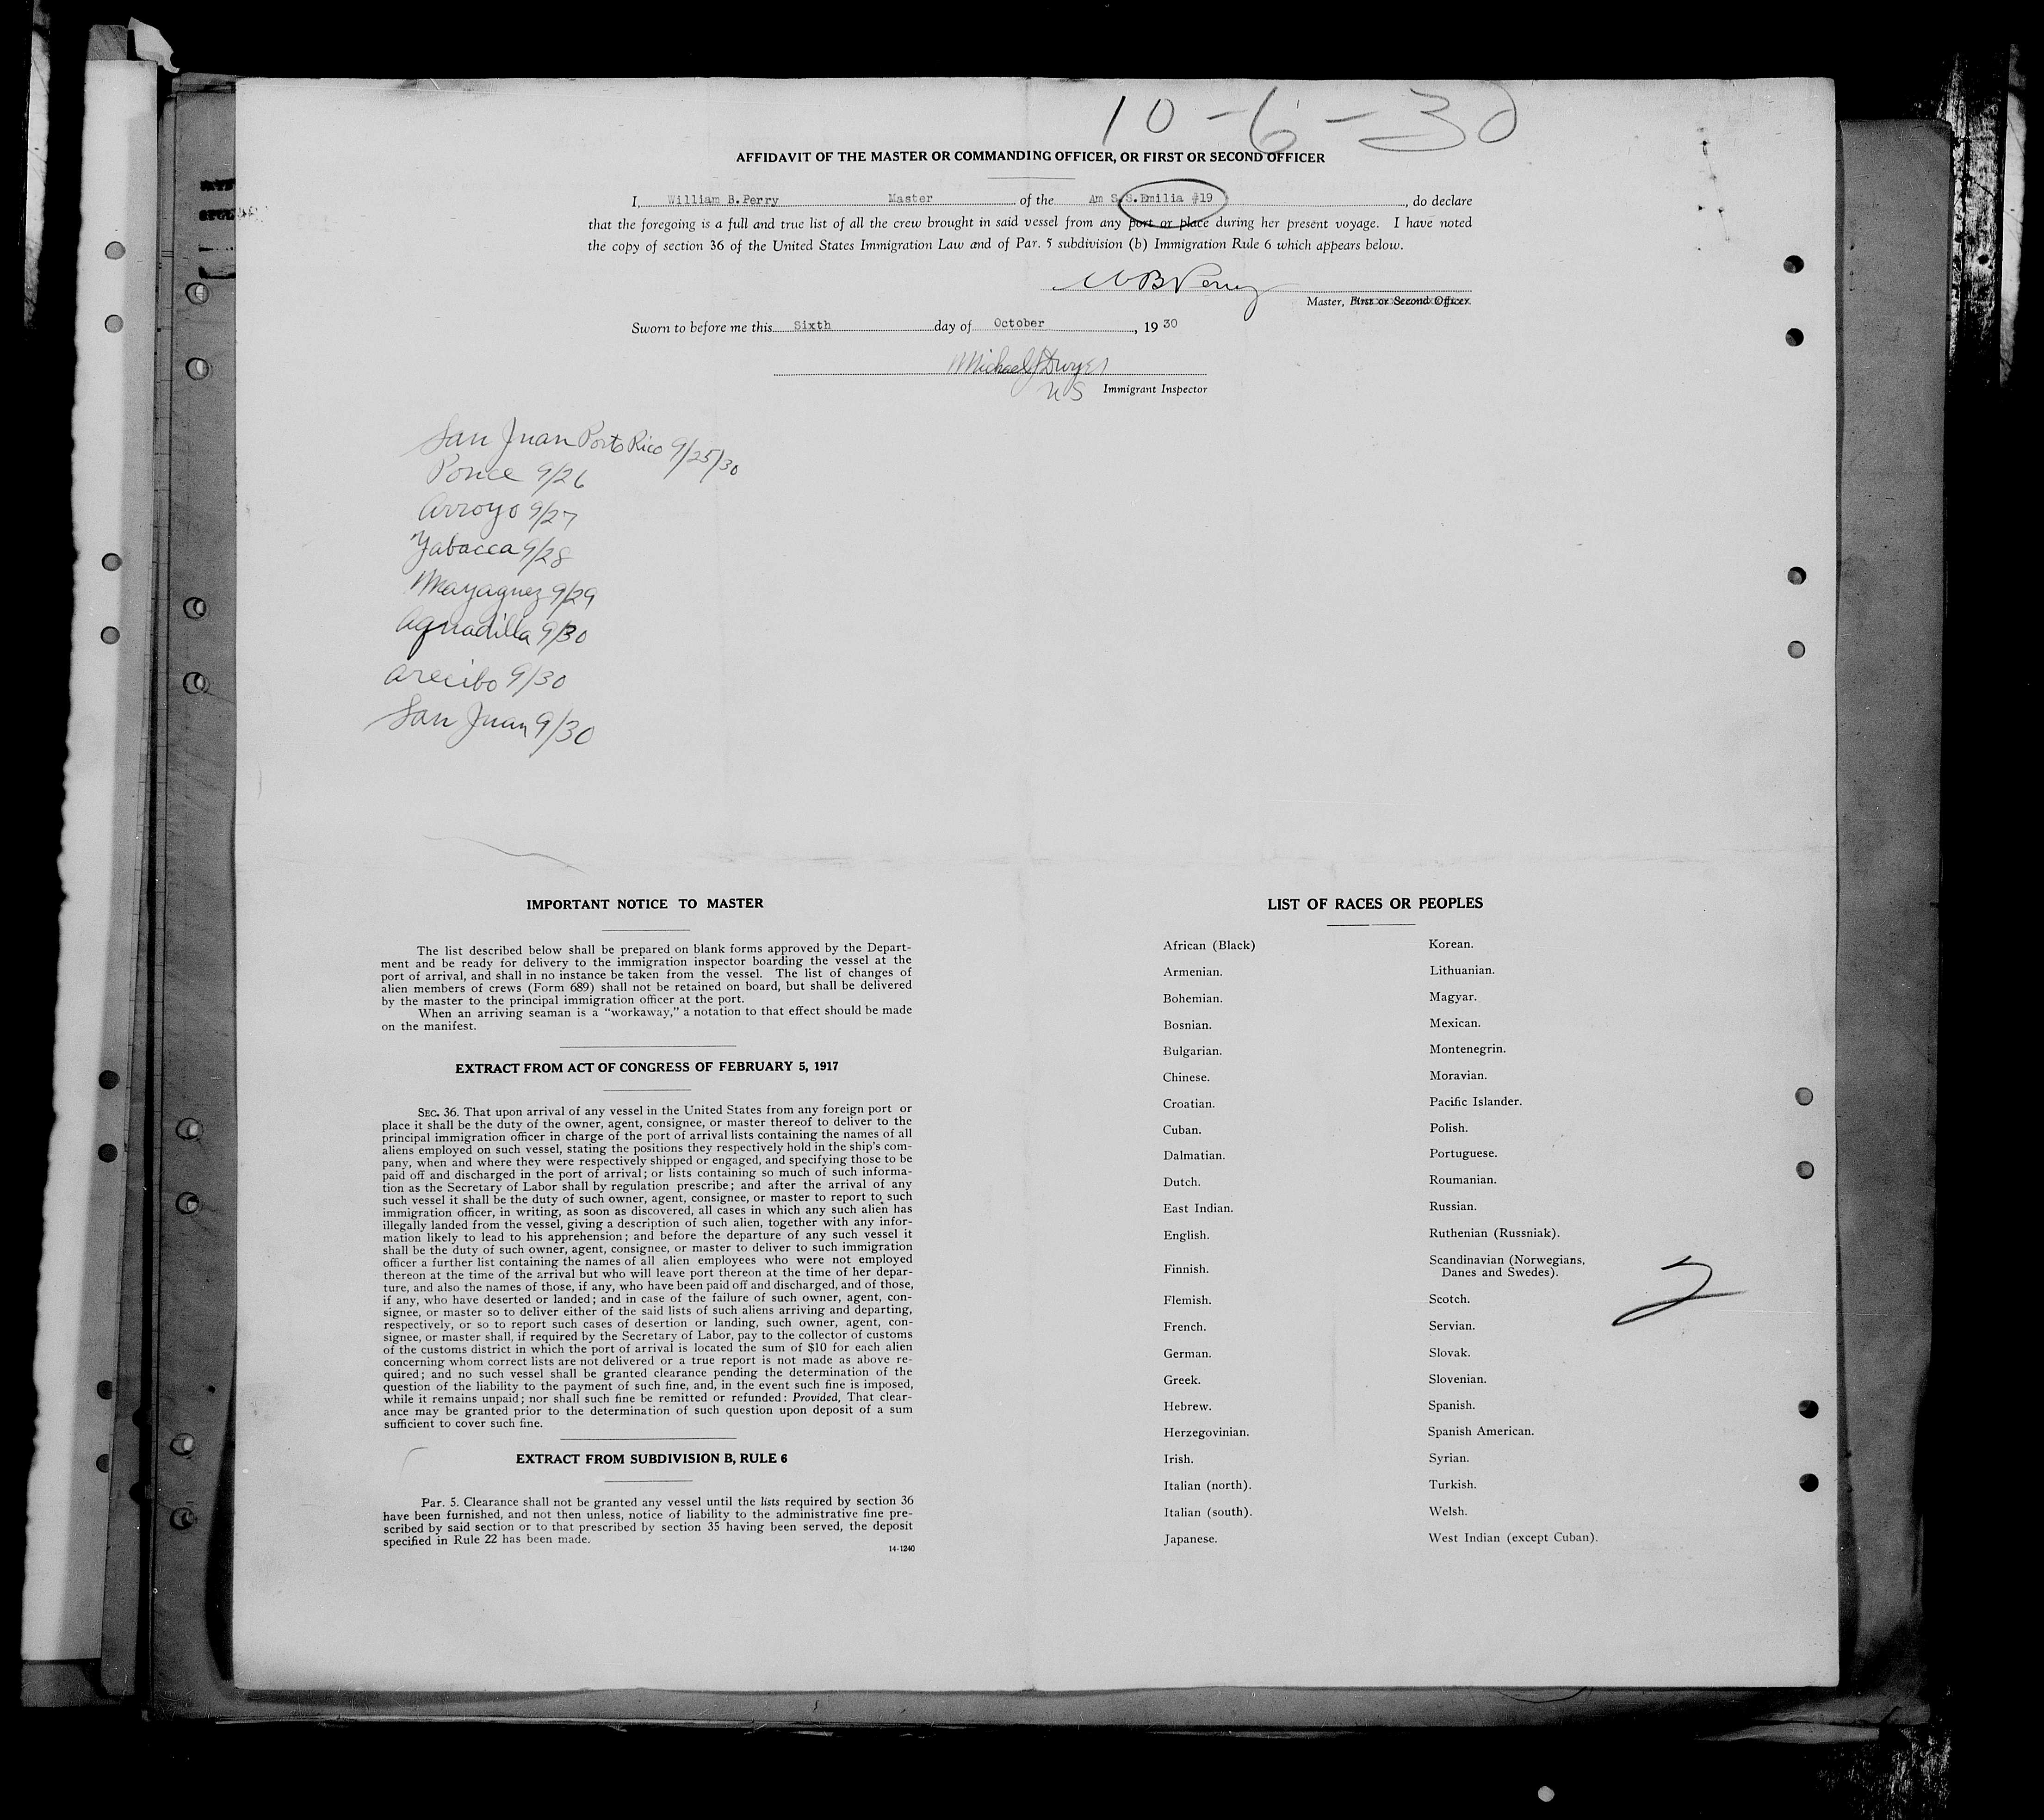 10-6-30
AFFIDAVIT OF THE MASTER OR COMMANDING OFFICER, OR FIRST OR SECOND OFFICER
I, William B.Perry Master of the Am S.S.Emilia #19, do declare
that the foregoing is a full and true list of all the crew brought in said vessel from any port or place during her present voyage. I have noted
the copy of section 36 of the United States Immigration Law and of Par. 5 subdivision (b) Immigration Rule 6 which appears below.
W B Perry
Master, First or Second Officer.
Sworn to before me this Sixth day of October, 1930
Michael J Dwyer
US Immigrant Inspector
San Juan Porto Rico 9/25/30
Ponce 9/26
Arroyo 9/27
Yabacca 9/28
Mayaguez 9/29
Aguadilla 9/30
Arecibo 9/30
San Juan 9/30
IMPORTANT NOTICE TO MASTER
The list described below shall be prepared on blank forms approved by the Depart-
ment and be ready for delivery to the immigration inspector boarding the vessel at the
port of arrival, and shall in no instance be taken from the vessel. The list of changes of
alien members of crews (Form 689) shall not be retained on board, but shall be delivered
by the master to the principal immigration officer at the port.
When an arriving seaman is a "workaway," a notation to that effect should be made
on the manifest.
EXTRACT FROM ACT OF CONGRESS OF FEBRUARY 5, 1917
SEC. 36. That upon arrival of any vessel in the United States from any foreign port or
place it shall be the duty of the owner, agent, consignee, or master thereof to deliver to the
principal immigration officer in charge of the port of arrival lists containing the names of all
aliens employed on such vessel, stating the positions they respectively hold in the ship's com-
pany, when and where they were respectively shipped or engaged, and specifying those to be
paid off and discharged in the port of arrival; or lists containing so much of such informa-
tion as the Secretary of Labor shall by regulation prescribe; and after the arrival of any
such vessel it shall be the duty of such owner, agent, consignee, or master to report to such
immigration officer, in writing, as soon as discovered, all cases in which any such alien has
illegally landed from the vessel, giving a description of such alien, together with any infor-
mation likely to lead to his apprehension; and before the departure of any such vessel it
shall be the duty of such owner, agent, consignee, or master to deliver to such immigration
officer a further list containing the names of all alien employees who were not employed
thereon at the time of the arrival but who will leave port thereon at the time of her depar-
ture, and also the names of those, if any, who have been paid off and discharged, and of those,
if any, who have deserted or landed; and in case of the failure of such owner, agent, con-
signee, or master so to deliver either of the said lists of such aliens arriving and departing,
respectively, or so to report such cases of desertion or landing, such owner, agent, con-
signee, or master shall, if required by the Secretary of Labor, pay to the collector of customs
of the customs district in which the port of arrival is located the sum of $10 for each alien
concerning whom correct lists are not delivered or a true report is not made as above re-
quired; and no such vessel shall be granted clearance pending the determination of the
question of the liability to the payment of such fine, and, in the event such fine is imposed,
while it remains unpaid; nor shall such fine be remitted or refunded: Provided, That clear-
ance may be granted prior to the determination of such question upon deposit of a sum
sufficient to cover such fine.
EXTRACT FROM SUBDIVISION B, RULE 6
Par. 5. Clearance shall not be granted any vessel until the lists required by section 36
have been furnished, and not then unless, notice of liability to the administrative fine pre-
scribed by said section or to that prescribed by section 35 having been served, the deposit
specified in Rule 22 has been made.
14-1240
LIST OF RACES OR PEOPLES
African (Black)
Armenian.
Bohemian.
Bosnian.
Bulgarian.
Chinese.
Croatian.
Cuban.
Dalmatian.
Dutch.
East Indian.
English.
Finnish.
Flemish.
French.
German.
Greek.
Hebrew.
Herzegovinian.
Irish.
Italian (north).
Italian (south).
Japanese.
Korean.
Lithuanian.
Magyar.
Mexican.
Montenegrin.
Moravian.
Pacific Islander.
Polish.
Portuguese.
Roumanian.
Russian.
Ruthenian (Russniak).
Scandinavian (Norwegians,
Danes and Swedes).
Scotch.
Servian.
Slovak.
Slovenian.
Spanish.
Spanish American.
Syrian.
Turkish.
Welsh.
West Indian (except Cuban).
2